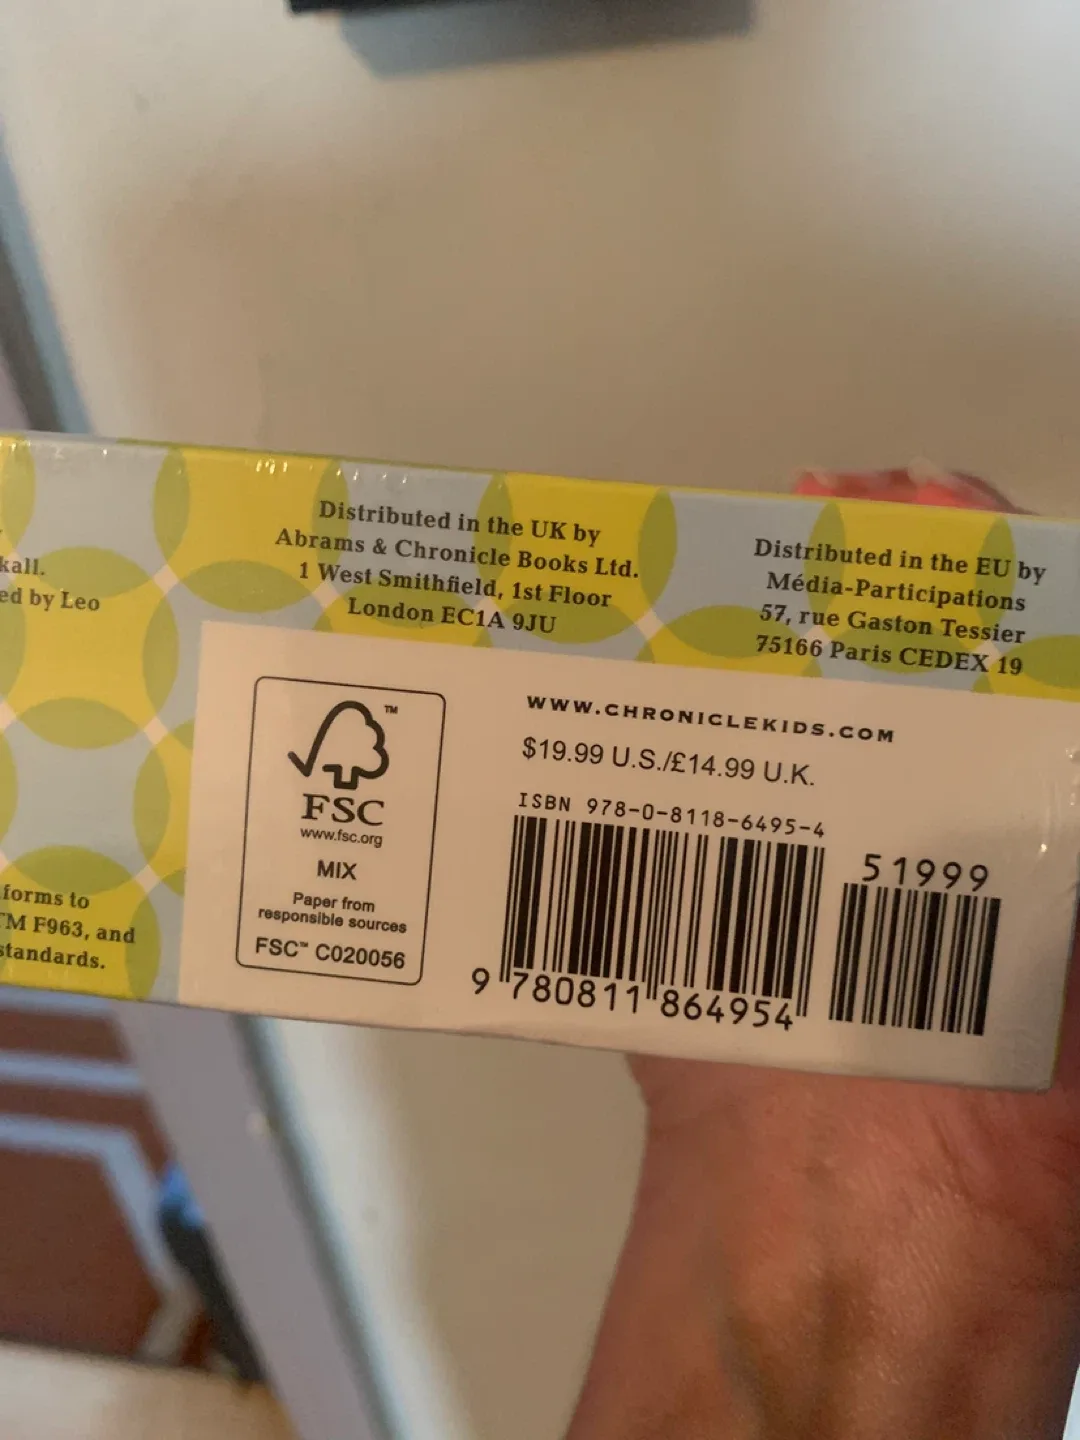 kall.
ed by Leo
Distributed in the UK by
Abrams & Chronicle Books Ltd.
1 West Smithfield, 1st Floor
London EC1A 9JU
Distributed in the EU by
Média-Participations
57, rue Gaston Tessier
75166 Paris CEDEX 19
forms to
TM F963, and
standards.
TM
FSC
www.fsc.org
MIX
Paper from
responsible sources
FSC™ C020056
WWW.CHRONICLEKIDS.COM
$19.99 U.S./£14.99 U.K.
ISBN 978-0-8118-6495-4
51999
9 780811 864954